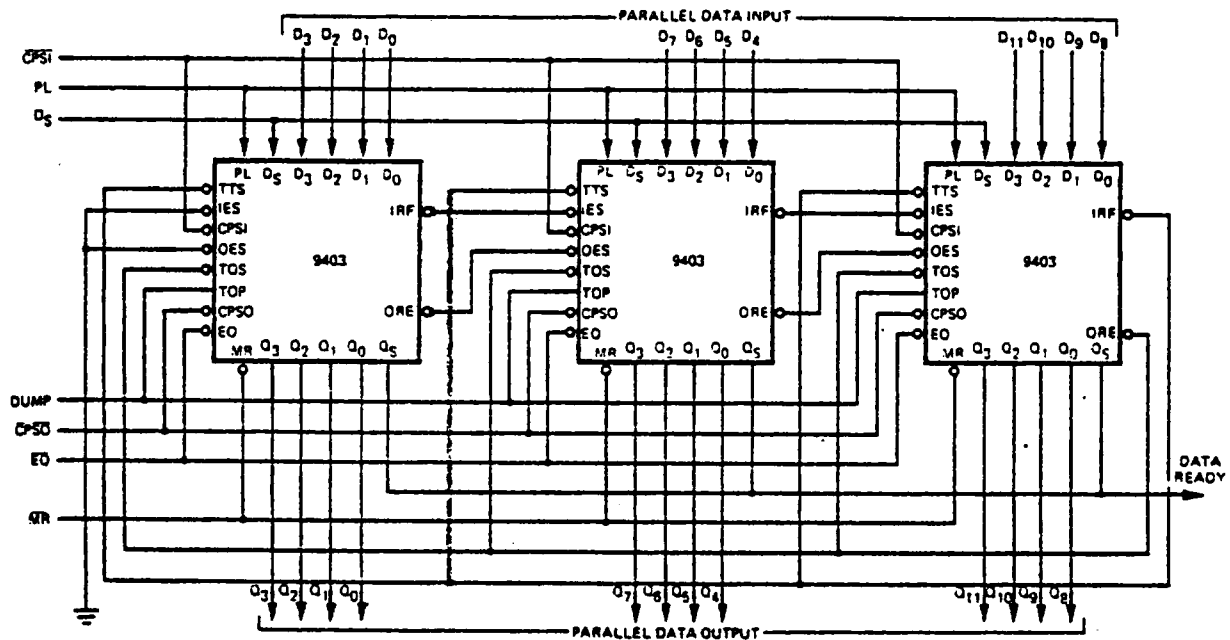 PARALLEL DATA INPUT
D3 D2 D1 D0
D7 D6 D5 D4
D11 D10 D9 D8
CPSI
PL
DS
PL DS D3 D2 D1 D0
TTS
IES
CPSI
OES
TOS
TOP
CPSO
EO
IRF
9403
ORE
MR Q3 Q2 Q1 Q0 QS
PL DS D3 D2 D1 D0
TTS
IES
CPSI
OES
TOS
TOP
CPSO
EO
IRF
9403
ORE
MR Q3 Q2 Q1 Q0 QS
PL DS D3 D2 D1 D0
TTS
IES
CPSI
OES
TOS
TOP
CPSO
EO
IRF
9403
ORE
MR Q3 Q2 Q1 Q0 QS
DUMP
CPSO
EO
MR
DATA
READY
Q3 Q2 Q1 Q0
Q7 Q6 Q5 Q4
Q11 Q10 Q9 Q8
PARALLEL DATA OUTPUT